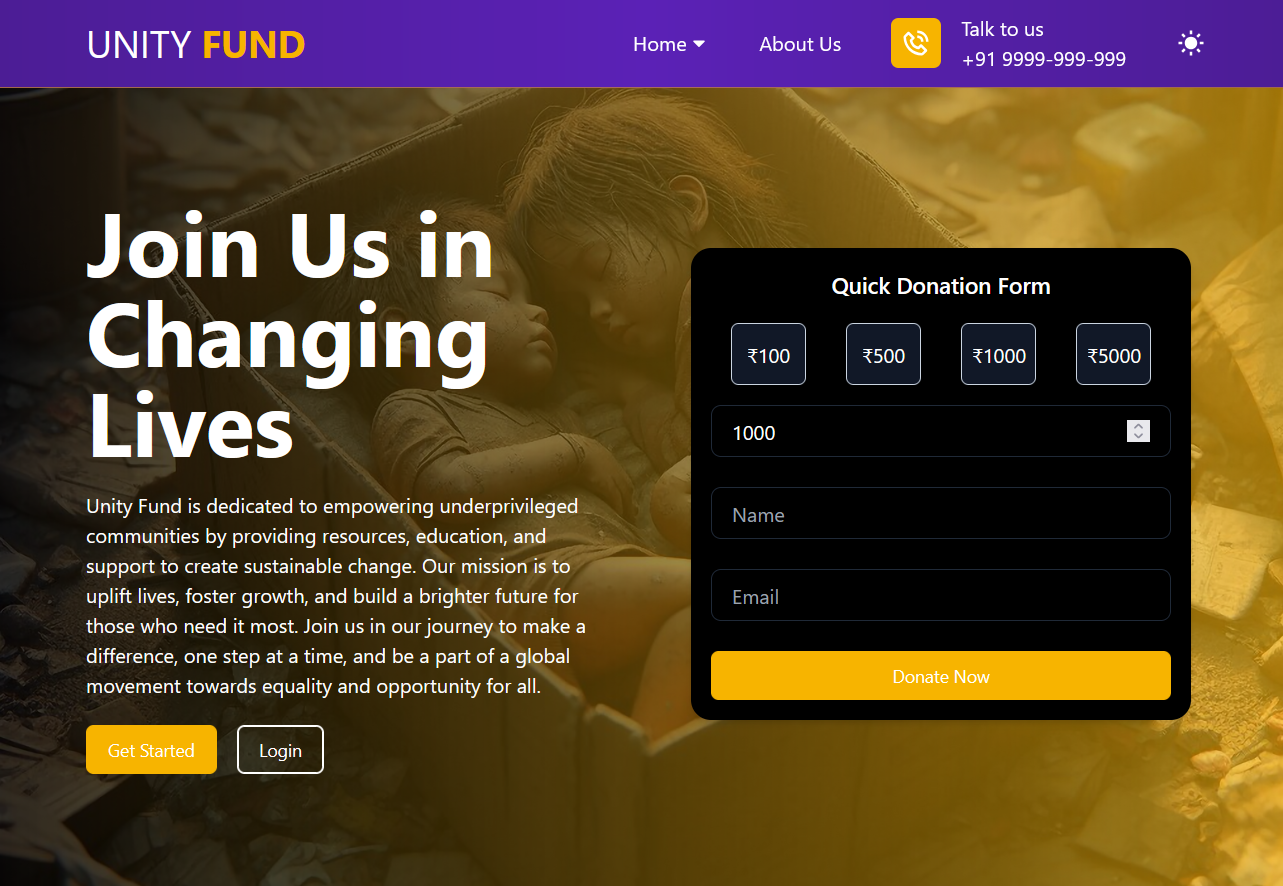 UNITY FUND
Home
About Us
Talk to us
+91 9999-999-999
Join Us in
Changing
Lives
Unity Fund is dedicated to empowering underprivileged
communities by providing resources, education, and
support to create sustainable change. Our mission is to
uplift lives, foster growth, and build a brighter future for
those who need it most. Join us in our journey to make a
difference, one step at a time, and be a part of a global
movement towards equality and opportunity for all.
Get Started
Login
Quick Donation Form
₹100
₹500
₹1000
₹5000
1000
Name
Email
Donate Now